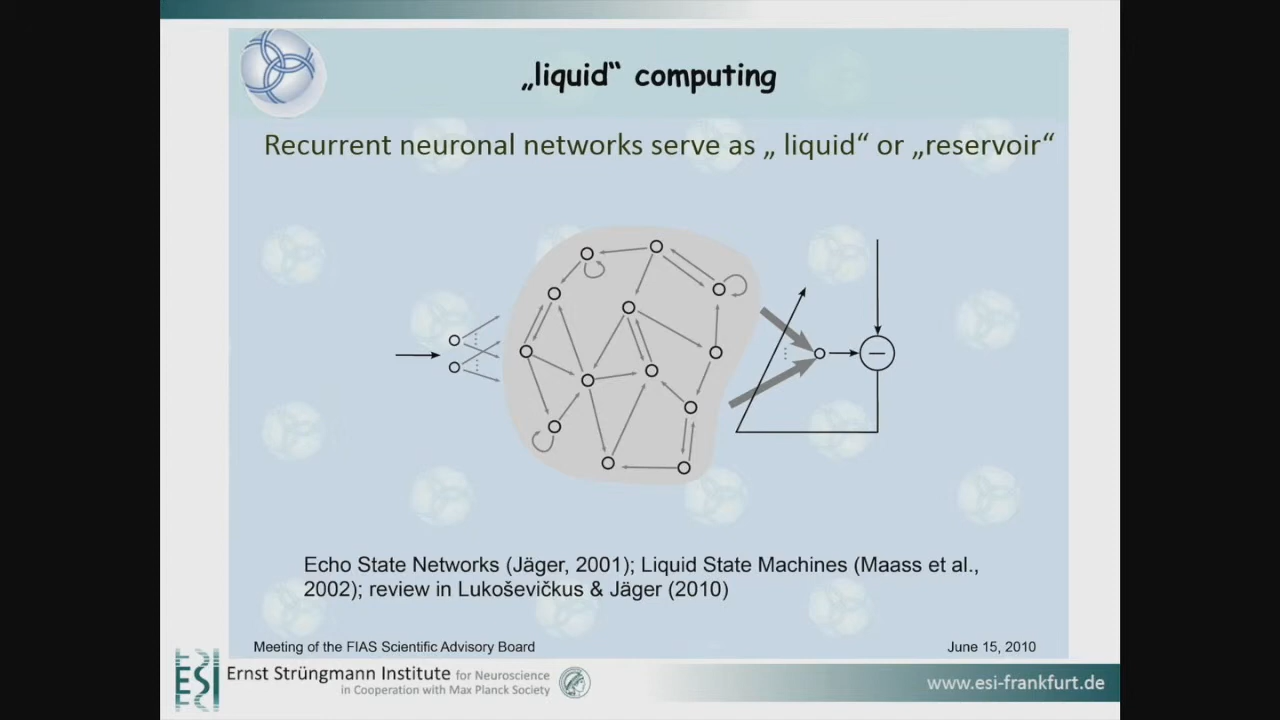 „liquid“ computing
Recurrent neuronal networks serve as „ liquid“ or „reservoir“
Echo State Networks (Jäger, 2001); Liquid State Machines (Maass et al.,
2002); review in Lukoševičkus & Jäger (2010)
Meeting of the FIAS Scientific Advisory Board
June 15, 2010
ESI
Ernst Strüngmann Institute for Neuroscience
in Cooperation with Max Planck Society
www.esi-frankfurt.de